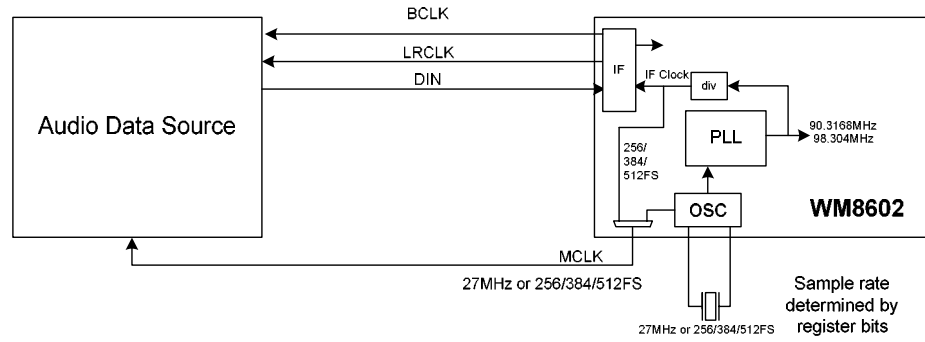 BCLK
LRCLK
DIN
Audio Data Source
IF
IF Clock
div
256/
384/
512FS
PLL
90.3168MHz
98.304MHz
OSC
WM8602
MCLK
27MHz or 256/384/512FS
27MHz or 256/384/512FS
Sample rate
determined by
register bits